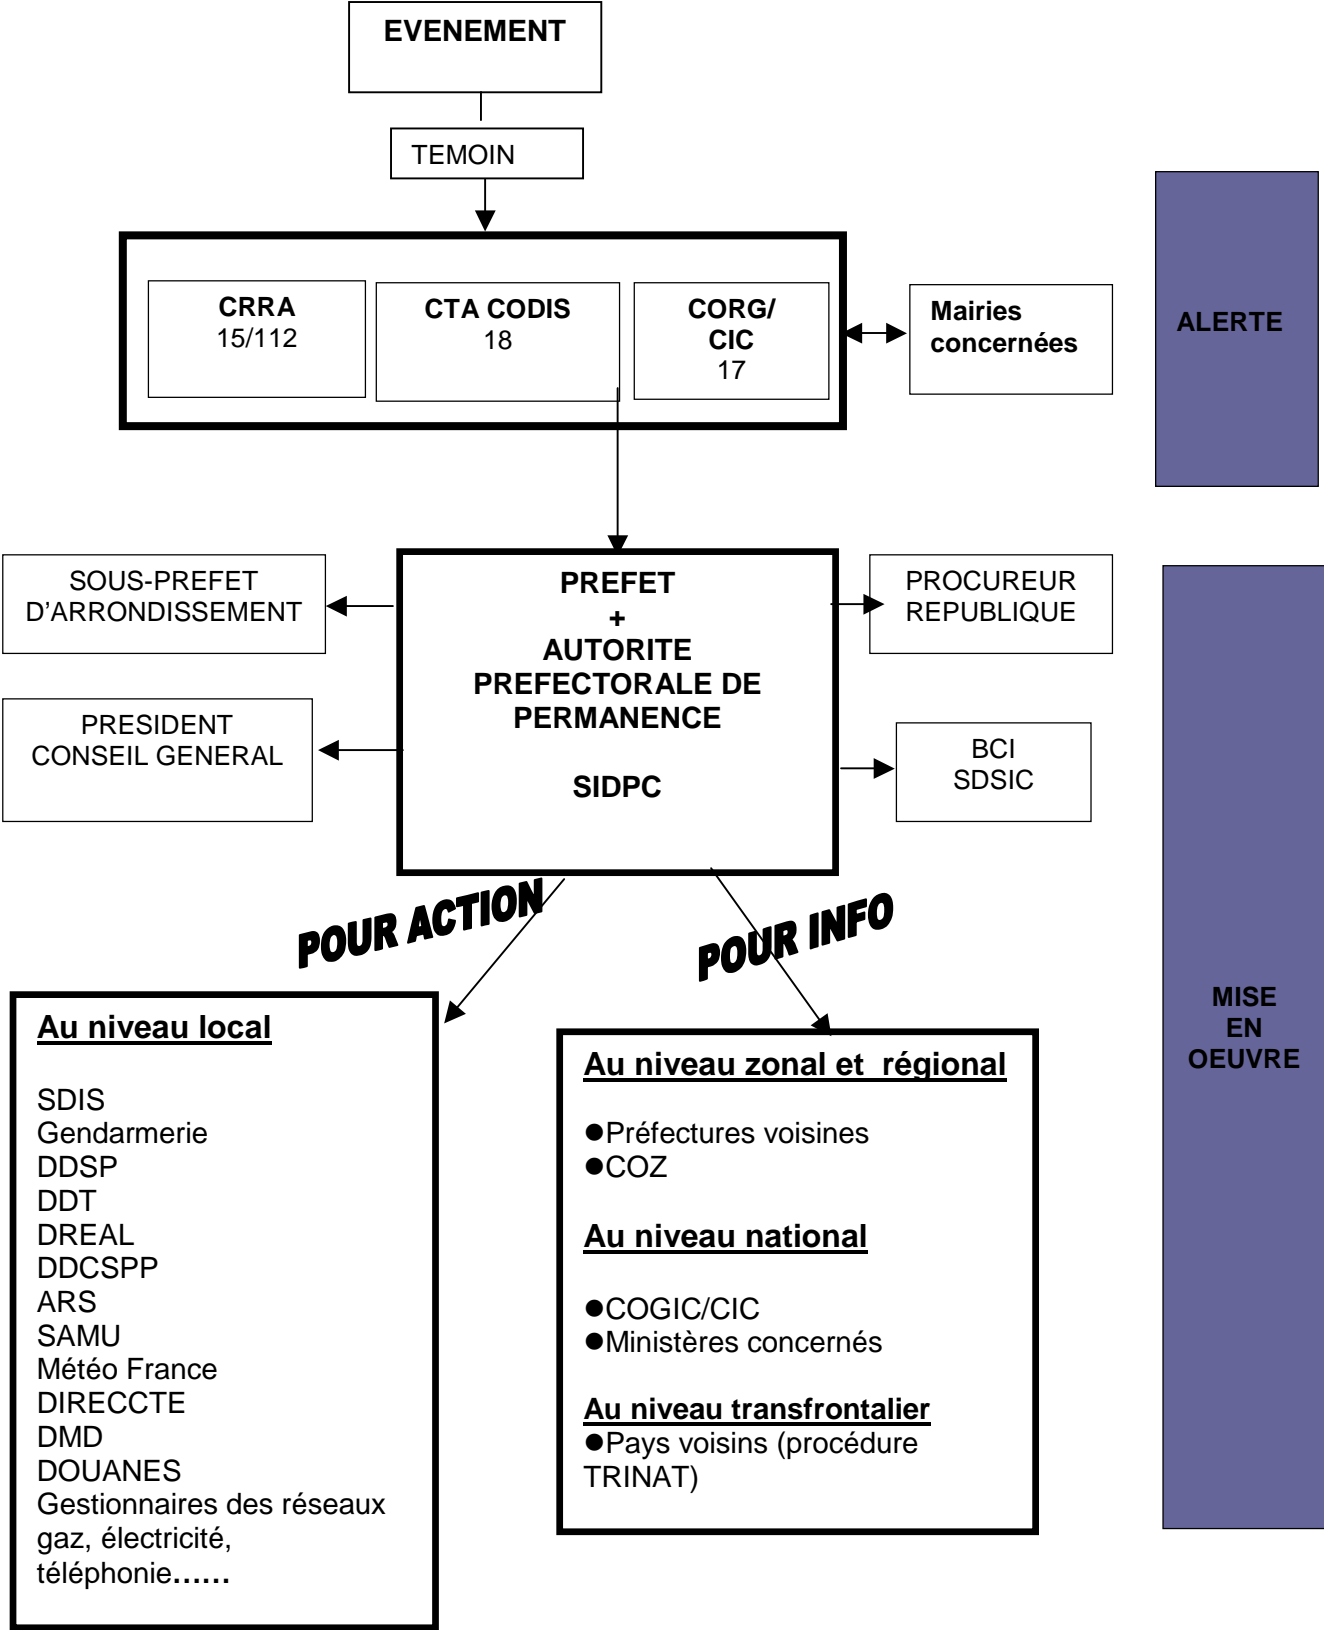 EVENEMENT
TEMOIN
CRRA
15/112
CTA CODIS
18
CORG/
CIC
17
Mairies
concernées
ALERTE
SOUS-PREFET
D'ARRONDISSEMENT
PREFET
+
AUTORITE
PREFECTORALE DE
PERMANENCE
SIDPC
PROCUREUR
REPUBLIQUE
PRESIDENT
CONSEIL GENERAL
BCI
SDSIC
POUR ACTION
POUR INFO
MISE
EN
OEUVRE
Au niveau local
SDIS
Gendarmerie
DDSP
DDT
DREAL
DDCSPP
ARS
SAMU
Météo France
DIRECCTE
DMD
DOUANES
Gestionnaires des réseaux
gaz, électricité,
téléphonie......
Au niveau zonal et  régional
●Préfectures voisines
●COZ
Au niveau national
●COGIC/CIC
●Ministères concernés
Au niveau transfrontalier
●Pays voisins (procédure
TRINAT)